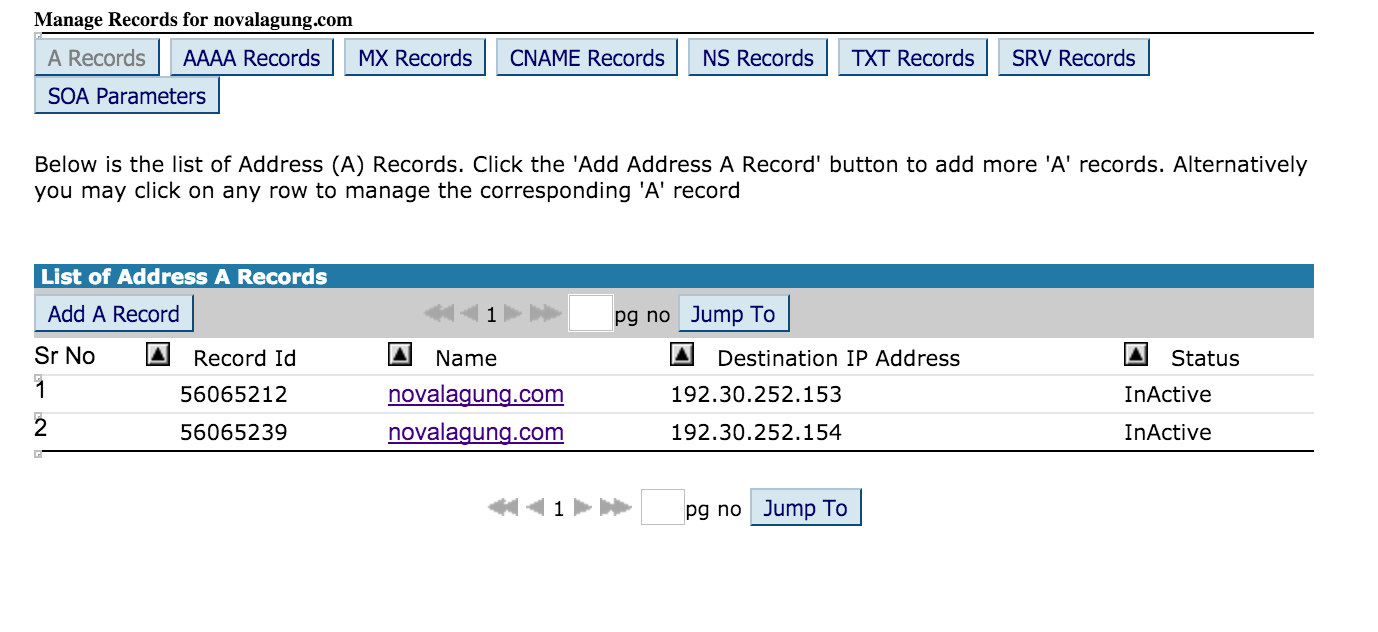 Manage Records for novalagung.com
A Records AAAA Records MX Records CNAME Records NS Records TXT Records SRV Records
SOA Parameters
Below is the list of Address (A) Records. Click the 'Add Address A Record' button to add more 'A' records. Alternatively
you may click on any row to manage the corresponding 'A' record
List of Address A Records
Add A Record 1 pg no Jump To
Sr No Record Id Name Destination IP Address Status
1 56065212 novalagung.com 192.30.252.153 InActive
2 56065239 novalagung.com 192.30.252.154 InActive
1 pg no Jump To